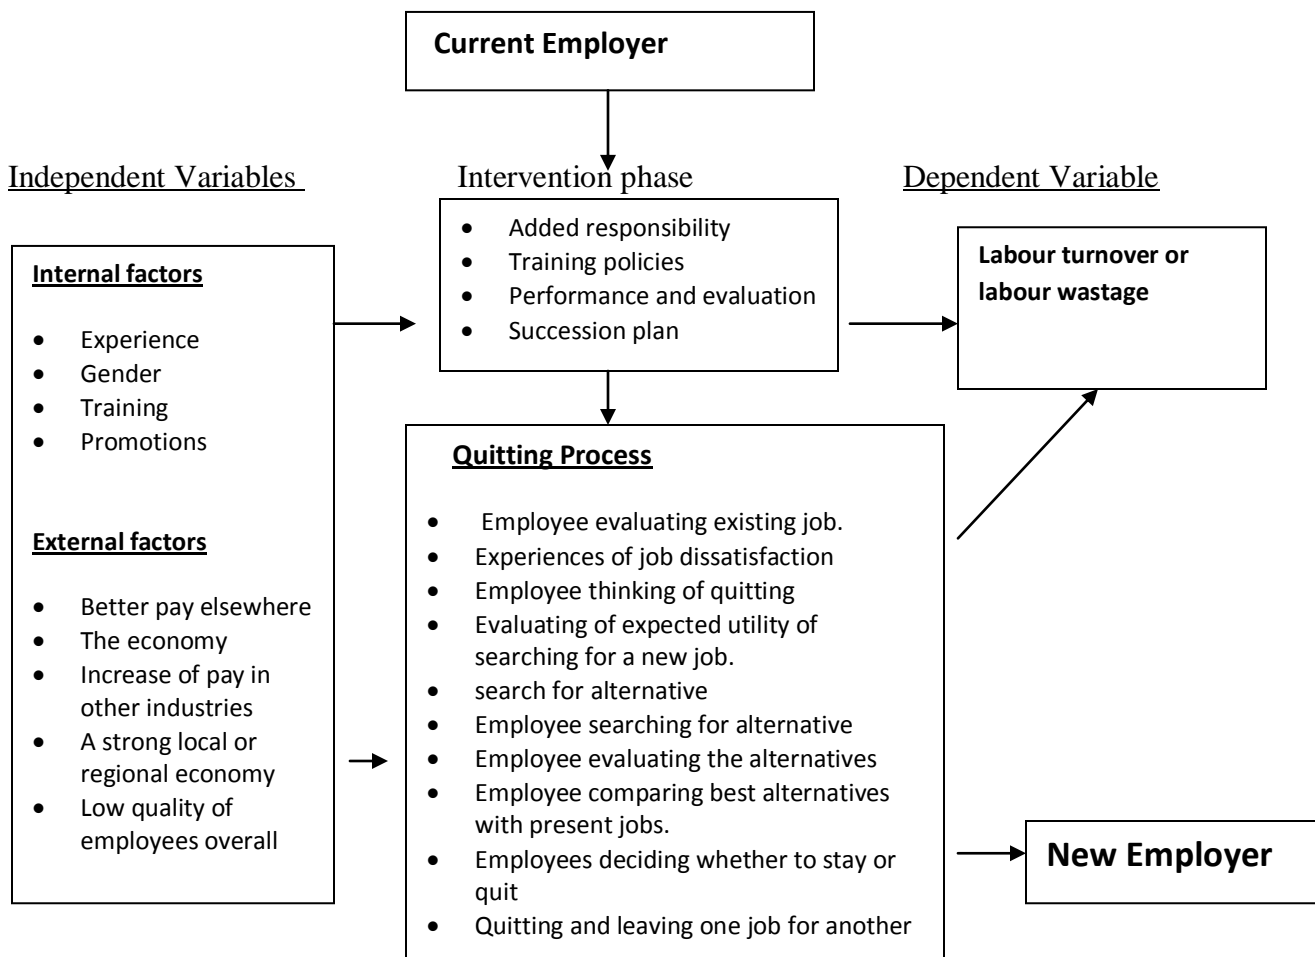 Current Employer
Independent Variables
Intervention phase
Dependent Variable
Internal factors
• Experience
• Gender
• Training
• Promotions
External factors
• Better pay elsewhere
• The economy
• Increase of pay in
other industries
• A strong local or
regional economy
• Low quality of
employees overall
• Added responsibility
• Training policies
• Performance and evaluation
• Succession plan
Quitting Process
• Employee evaluating existing job.
• Experiences of job dissatisfaction
• Employee thinking of quitting
• Evaluating of expected utility of
searching for a new job.
• search for alternative
• Employee searching for alternative
• Employee evaluating the alternatives
• Employee comparing best alternatives
with present jobs.
• Employees deciding whether to stay or
quit
• Quitting and leaving one job for another
Labour turnover or
labour wastage
New Employer